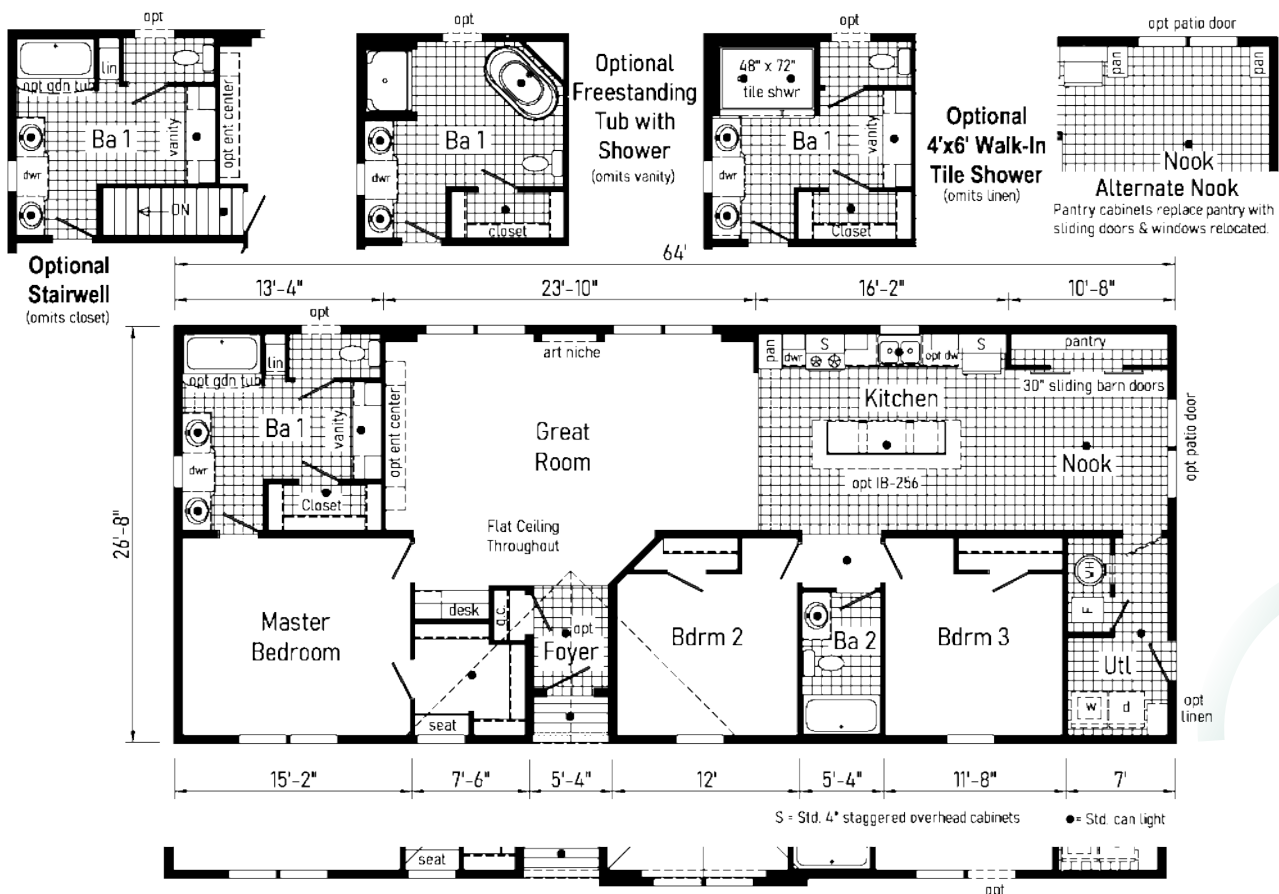 opt
opt gdn tub
lin
Ba 1
vanity
opt ent center
dwr
DN
Optional
Stairwell
(omits closet)
opt
Ba 1
dwr
closet
Optional
Freestanding
Tub with
Shower
(omits vanity)
opt
48" x 72"
tile shwr
Ba 1
vanity
dwr
Closet
Optional
4'x6' Walk-In
Tile Shower
(omits linen)
opt patio door
pan
pan
Nook
Alternate Nook
Pantry cabinets replace pantry with
sliding doors & windows relocated.
64'
13'-4"
23'-10"
16'-2"
10'-8"
26'-8"
opt
opt gdn tub
lin
Ba 1
vanity
opt ent center
dwr
Closet
art niche
Great
Room
Flat Ceiling
Throughout
pan
dwr
S
opt dw
S
Kitchen
opt IB-256
pantry
30" sliding barn doors
Nook
opt patio door
Master
Bedroom
desk
g.c.
opt
Foyer
seat
Bdrm 2
Ba 2
Bdrm 3
WH
F
Utl
w
d
opt
linen
15'-2"
7'-6"
5'-4"
12'
5'-4"
11'-8"
7'
S = Std. 4" staggered overhead cabinets
● = Std. can light
seat
opt